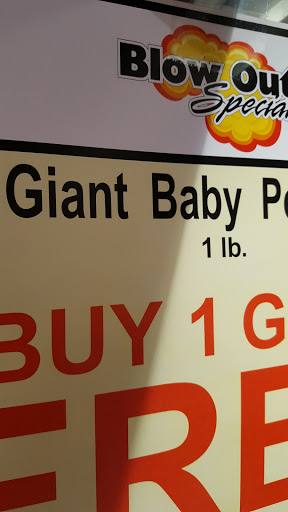 Blow Out
Special
Giant Baby
1 lb.
BUY 1